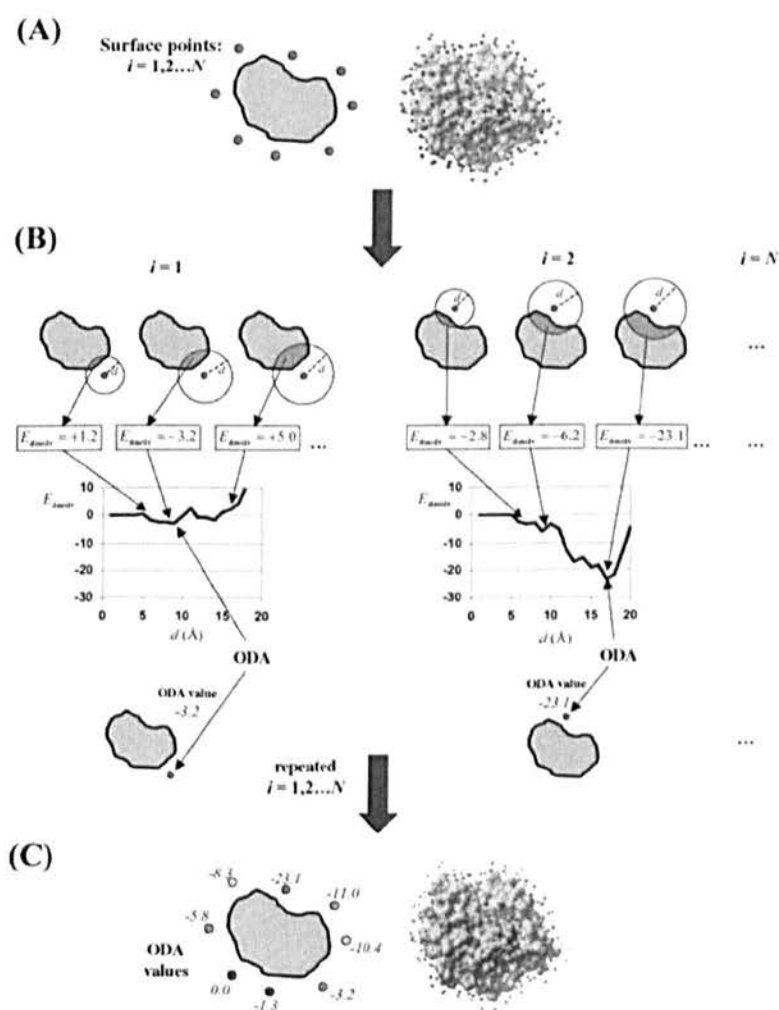 (A)
Surface points:
i = 1,2…N
(B)
i = 1
i = 2
i = N
d
d
d
d
d
d
...
E_desolv = +1.2
E_desolv = −3.2
E_desolv = +5.0
...
E_desolv = −2.8
E_desolv = −6.2
E_desolv = −23.1
...
...
E_desolv
10
0
-10
-20
-30
0
5
10
15
20
d (Å)
E_desolv
10
0
-10
-20
-30
0
5
10
15
20
d (Å)
ODA
ODA
ODA value
-3.2
ODA value
-23.1
...
repeated
i = 1,2…N
(C)
-8.3
-23.1
-11.0
-5.8
-10.4
ODA
values
0.0
-1.3
-3.2